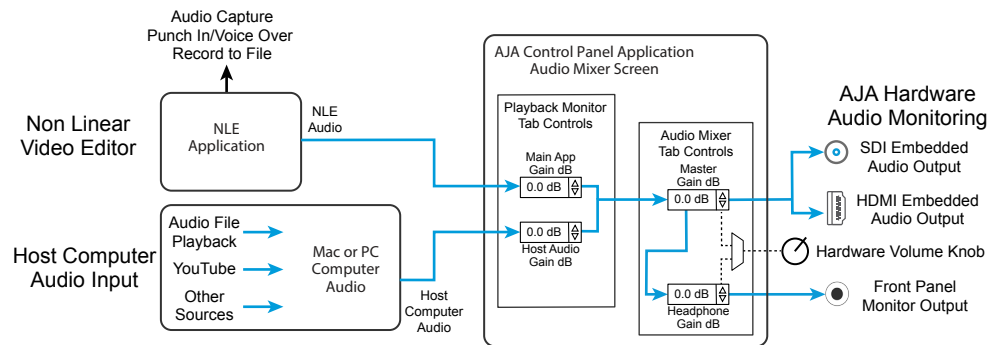 Audio Capture
Punch In/Voice Over
Record to File
Non Linear
Video Editor
NLE
Application
NLE
Audio
Host Computer
Audio Input
Audio File
Playback
YouTube
Other
Sources
Mac or PC
Computer
Audio
Host
Computer
Audio
AJA Control Panel Application
Audio Mixer Screen
Playback Monitor
Tab Controls
Main App
Gain dB
0.0 dB
0.0 dB
Host Audio
Gain dB
Audio Mixer
Tab Controls
Master
Gain dB
0.0 dB
0.0 dB
Headphone
Gain dB
AJA Hardware
Audio Monitoring
SDI Embedded
Audio Output
HDMI Embedded
Audio Output
Hardware Volume Knob
Front Panel
Monitor Output